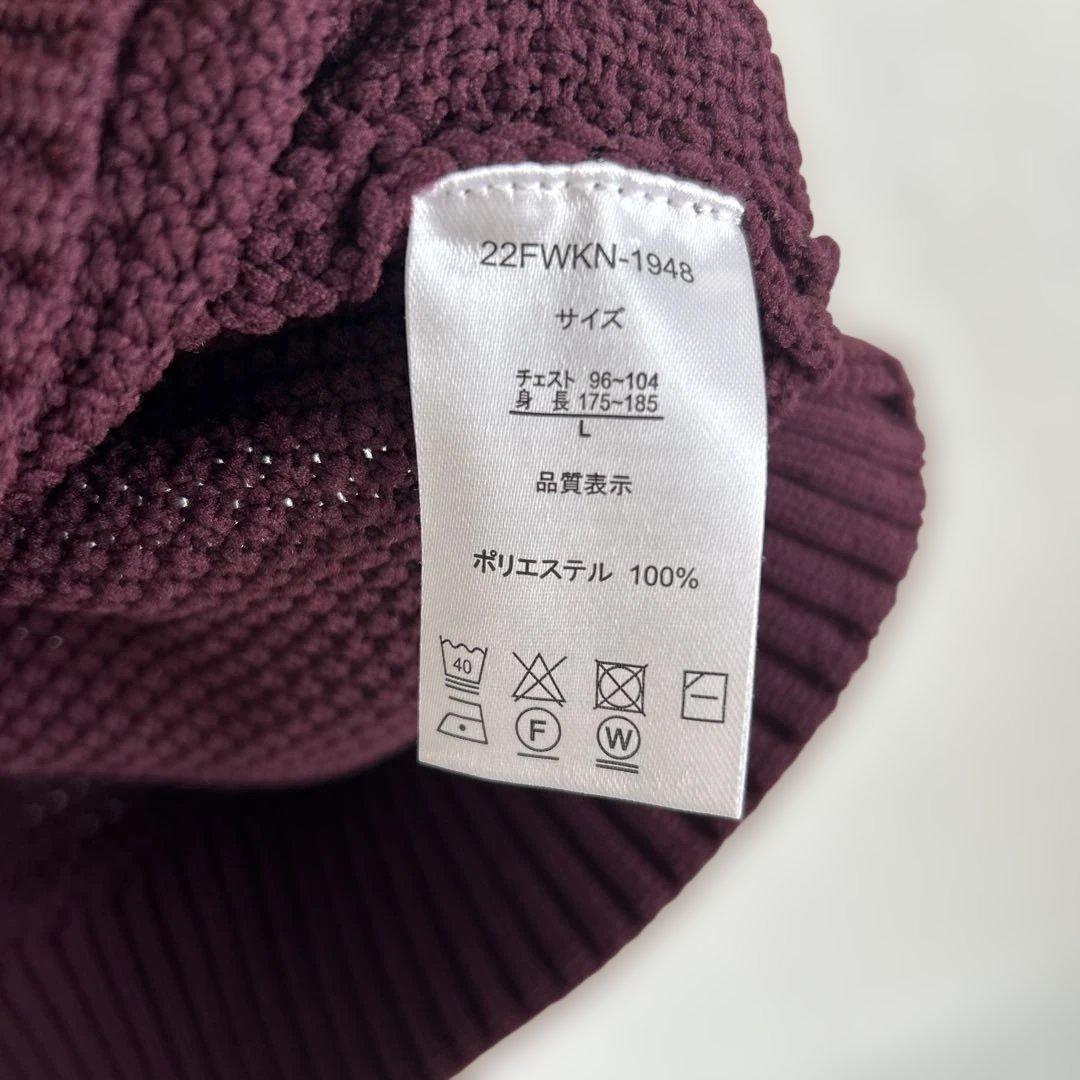 22FWKN-1948
サイズ
チェスト 96~104
身 長 175~185
L
品質表示
ポリエステル 100%
40
F
W